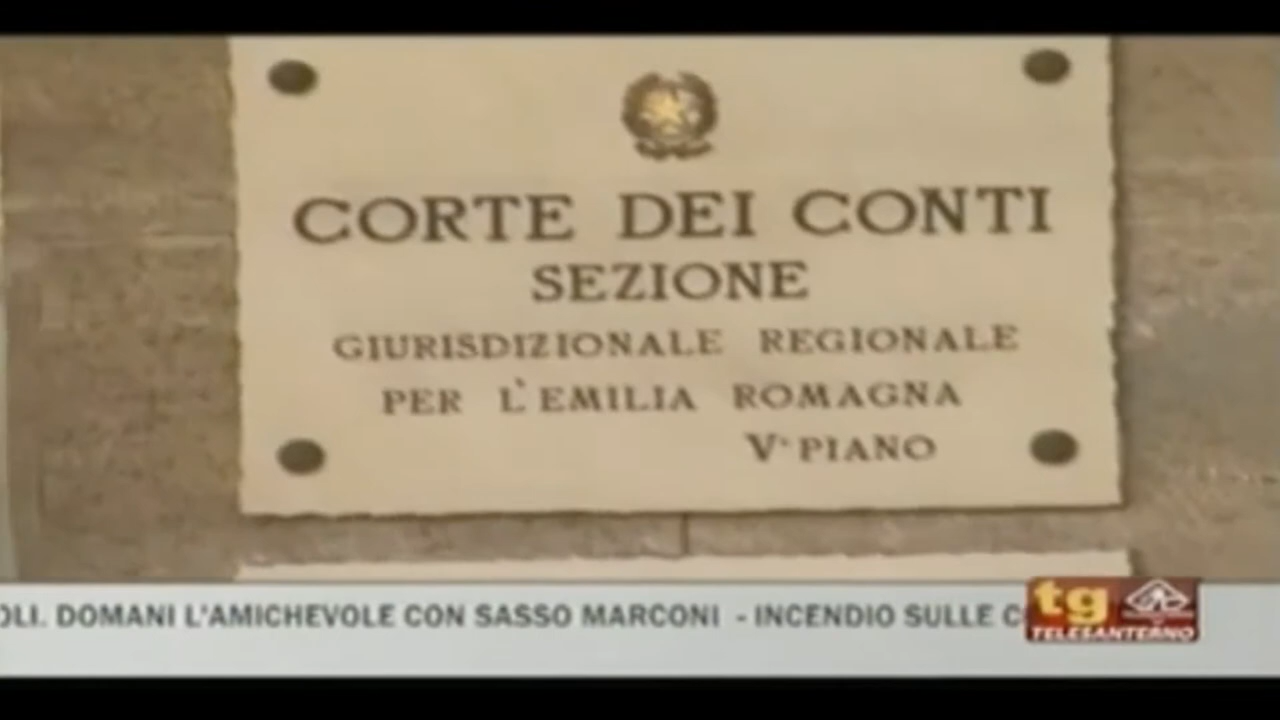 CORTE DEI CONTI
SEZIONE
GIURISDIZIONALE REGIONALE
PER L'EMILIA ROMAGNA
V° PIANO
DOMANI L'AMICHEVOLE CON SASSO MARCONI - INCENDIO SULLE
tg
TELESANTERNO